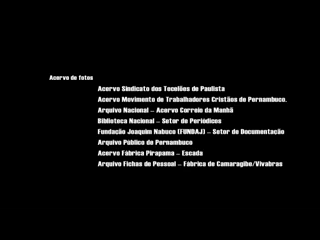 Acervo de fotos
Acervo Sindicato dos Tecelões de Paulista
Acervo Movimento de Trabalhadores Cristãos de Pernambuco.
Arquivo Nacional – Acervo Correio da Manhã
Biblioteca Nacional – Setor de Periódicos
Fundação Joaquim Nabuco (FUNDAJ) – Setor de Documentação
Arquivo Público de Pernambuco
Acervo Fábrica Pirapama – Escada
Arquivo Fichas de Pessoal – Fábrica de Camaragibe/Vivabras